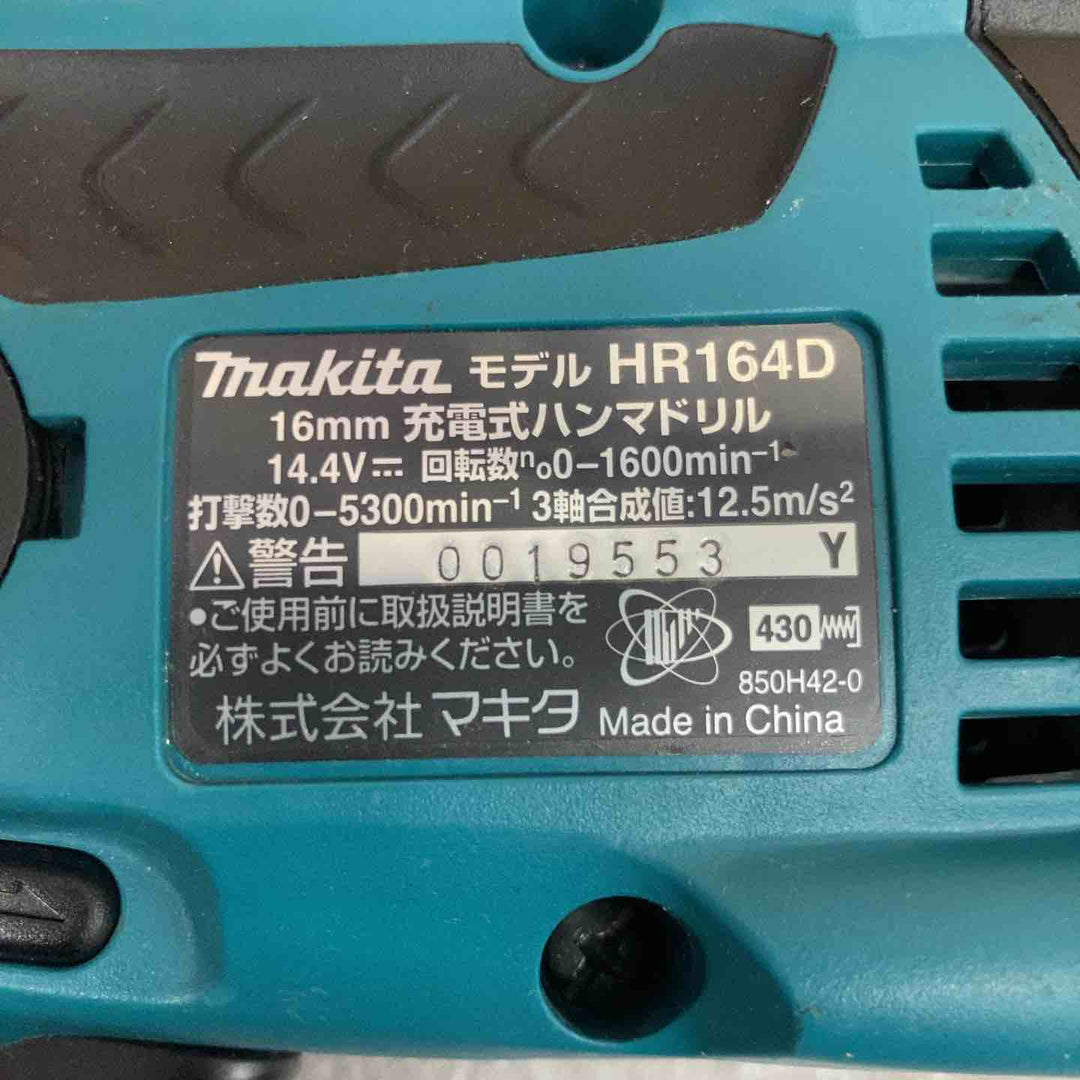 makita モデル HR164D
16mm 充電式ハンマドリル
14.4V⎓ 回転数n₀0-1600min⁻¹
打撃数0-5300min⁻¹ 3軸合成値:12.5m/s²
⚠警告 0019553 Y
●ご使用前に取扱説明書を
必ずよくお読みください。
430
850H42-0
株式会社マキタ Made in China